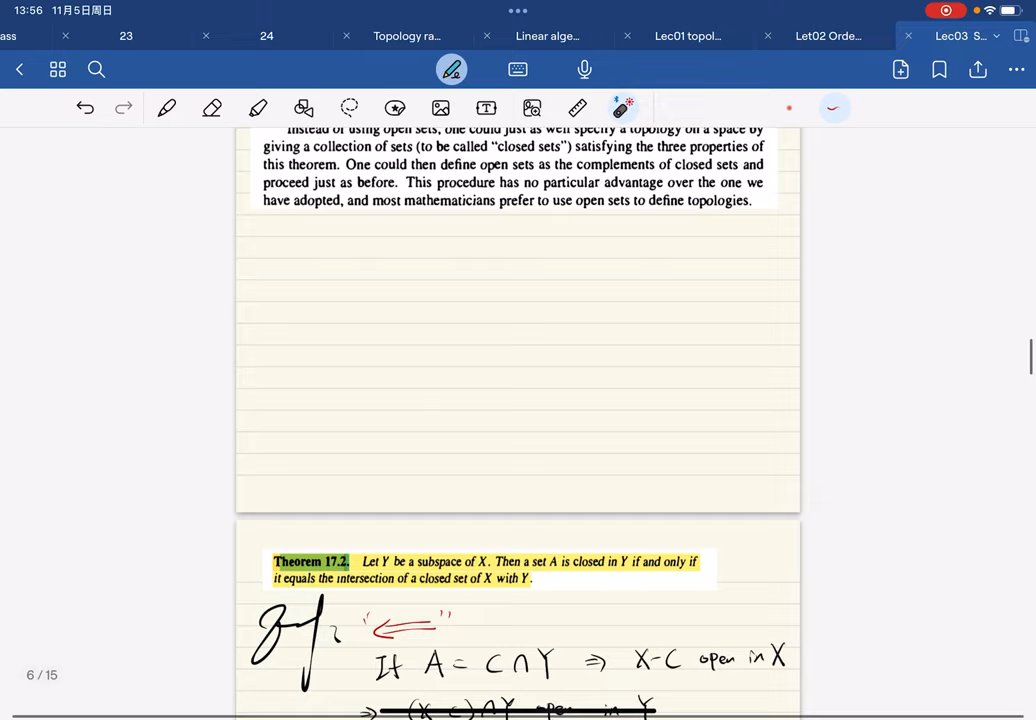 13:56 11月5日周日
ass 23 24 Topology ra... Linear alge... Lec01 topol... Let02 Orde... Lec03 S...
Instead of using open sets, one could just as well specify a topology on a space by
giving a collection of sets (to be called “closed sets”) satisfying the three properties of
this theorem. One could then define open sets as the complements of closed sets and
proceed just as before. This procedure has no particular advantage over the one we
have adopted, and most mathematicians prefer to use open sets to define topologies.
Theorem 17.2. Let Y be a subspace of X. Then a set A is closed in Y if and only if
it equals the intersection of a closed set of X with Y.
"⇐"
If A = C∩Y ⇒ X-C open in X
⇒ (X-C)∩Y open in Y
6 / 15